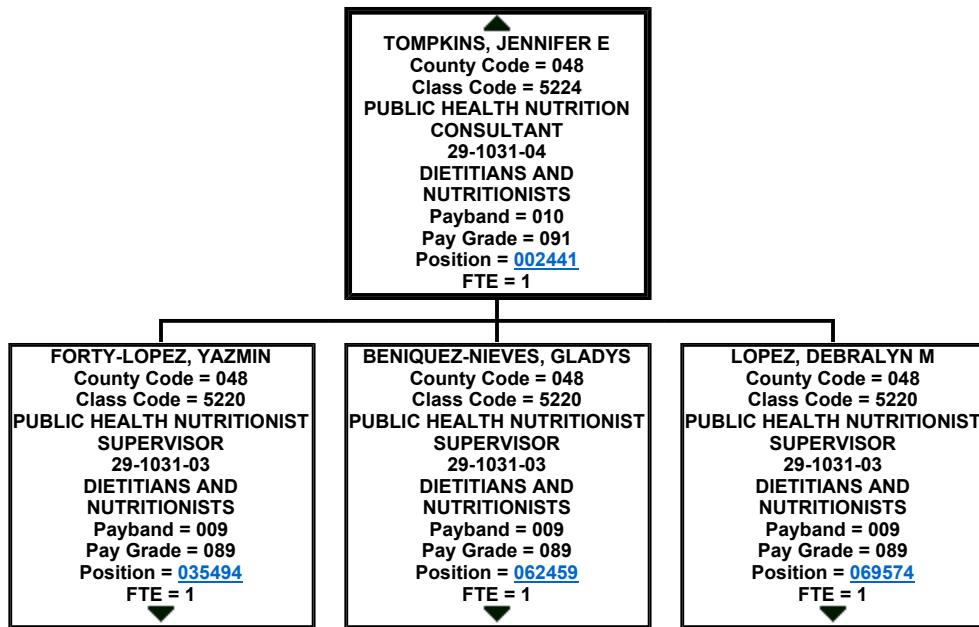 TOMPKINS, JENNIFER E
County Code = 048
Class Code = 5224
PUBLIC HEALTH NUTRITION
CONSULTANT
29-1031-04
DIETITIANS AND
NUTRITIONISTS
Payband = 010
Pay Grade = 091
Position = 002441
FTE = 1
FORTY-LOPEZ, YAZMIN
County Code = 048
Class Code = 5220
PUBLIC HEALTH NUTRITIONIST
SUPERVISOR
29-1031-03
DIETITIANS AND
NUTRITIONISTS
Payband = 009
Pay Grade = 089
Position = 035494
FTE = 1
BENIQUEZ-NIEVES, GLADYS
County Code = 048
Class Code = 5220
PUBLIC HEALTH NUTRITIONIST
SUPERVISOR
29-1031-03
DIETITIANS AND
NUTRITIONISTS
Payband = 009
Pay Grade = 089
Position = 062459
FTE = 1
LOPEZ, DEBRALYN M
County Code = 048
Class Code = 5220
PUBLIC HEALTH NUTRITIONIST
SUPERVISOR
29-1031-03
DIETITIANS AND
NUTRITIONISTS
Payband = 009
Pay Grade = 089
Position = 069574
FTE = 1